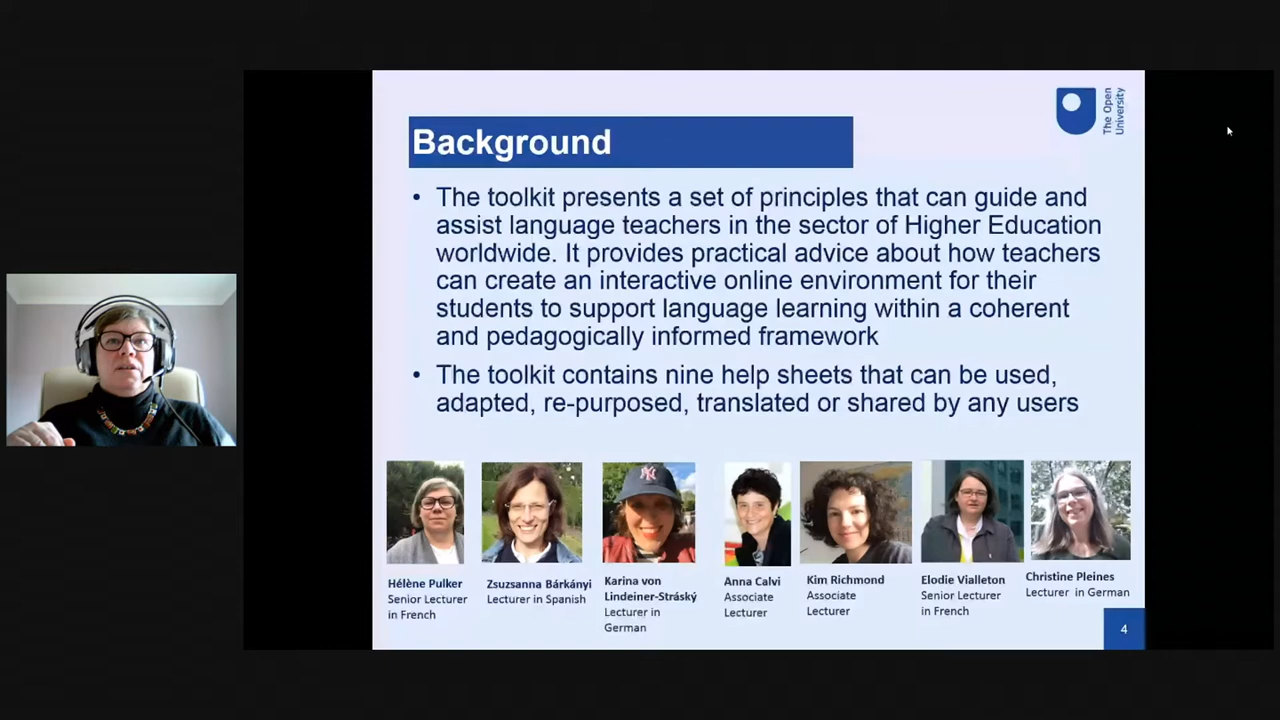 The Open
University
Background
• The toolkit presents a set of principles that can guide and
assist language teachers in the sector of Higher Education
worldwide. It provides practical advice about how teachers
can create an interactive online environment for their
students to support language learning within a coherent
and pedagogically informed framework
• The toolkit contains nine help sheets that can be used,
adapted, re-purposed, translated or shared by any users
Hélène Pulker
Senior Lecturer
in French
Zsuzsanna Bárkányi
Lecturer in Spanish
Karina von
Lindeiner-Stráský
Lecturer in
German
Anna Calvi
Associate
Lecturer
Kim Richmond
Associate
Lecturer
Elodie Vialleton
Senior Lecturer
in French
Christine Pleines
Lecturer in German
4